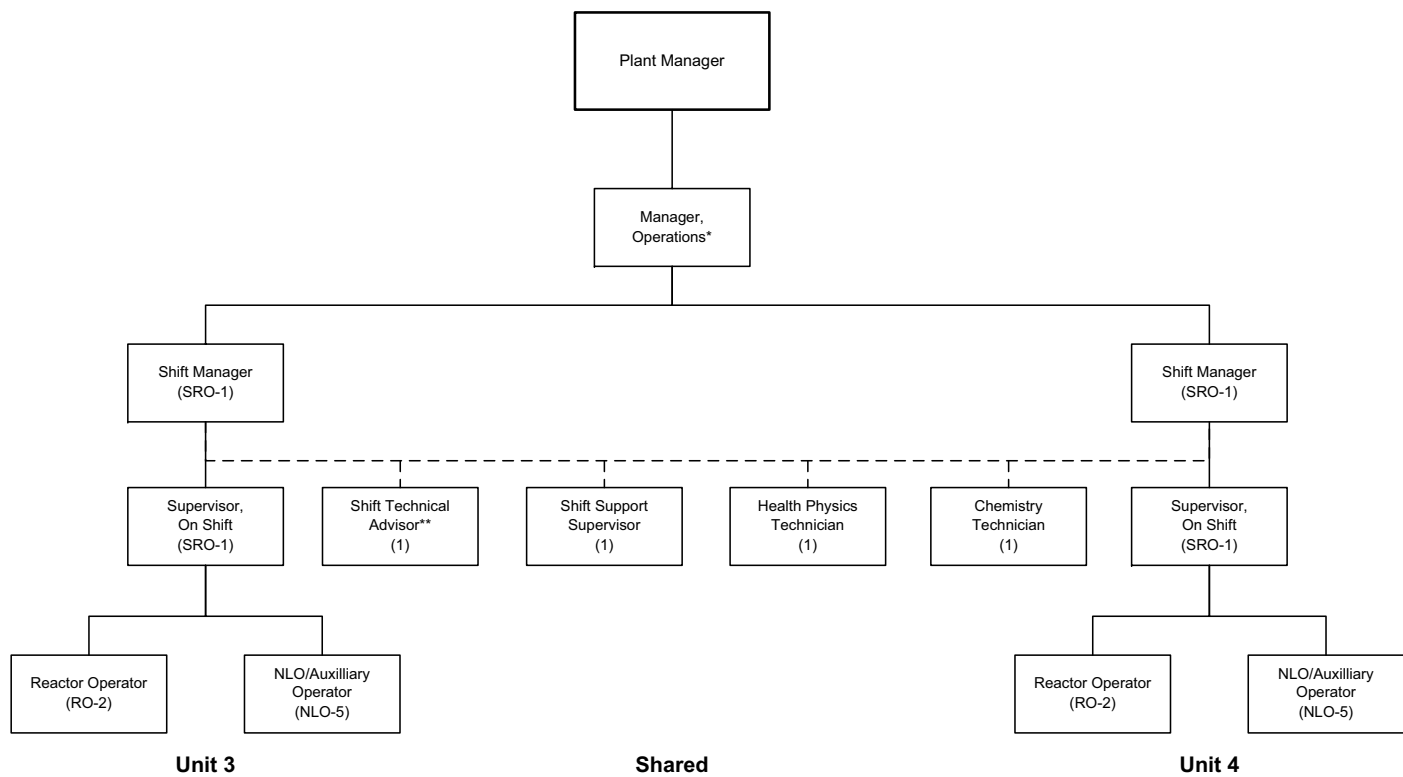 Plant Manager
Manager,
Operations*
Shift Manager
(SRO-1)
Shift Manager
(SRO-1)
Supervisor,
On Shift
(SRO-1)
Shift Technical
Advisor**
(1)
Shift Support
Supervisor
(1)
Health Physics
Technician
(1)
Chemistry
Technician
(1)
Supervisor,
On Shift
(SRO-1)
Reactor Operator
(RO-2)
NLO/Auxilliary
Operator
(NLO-5)
Reactor Operator
(RO-2)
NLO/Auxilliary
Operator
(NLO-5)
Unit 3
Shared
Unit 4